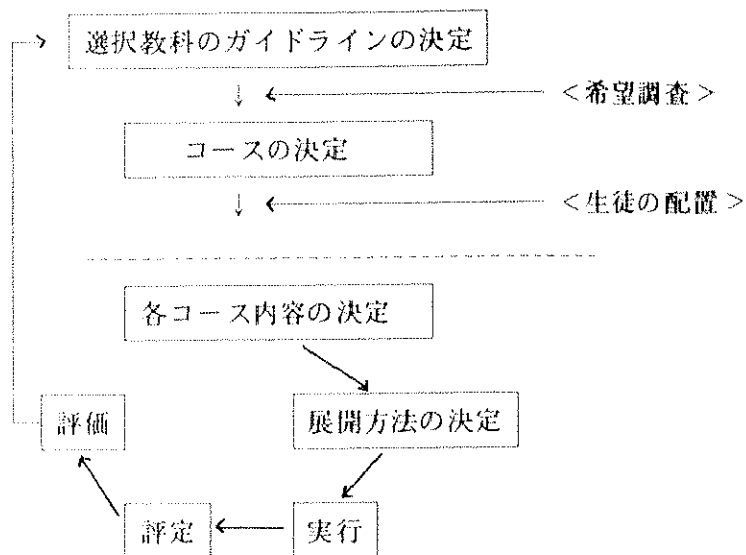 選択教科のガイドラインの決定
<希望調査>
コースの決定
<生徒の配置>
各コース内容の決定
評価
展開方法の決定
評定
実行